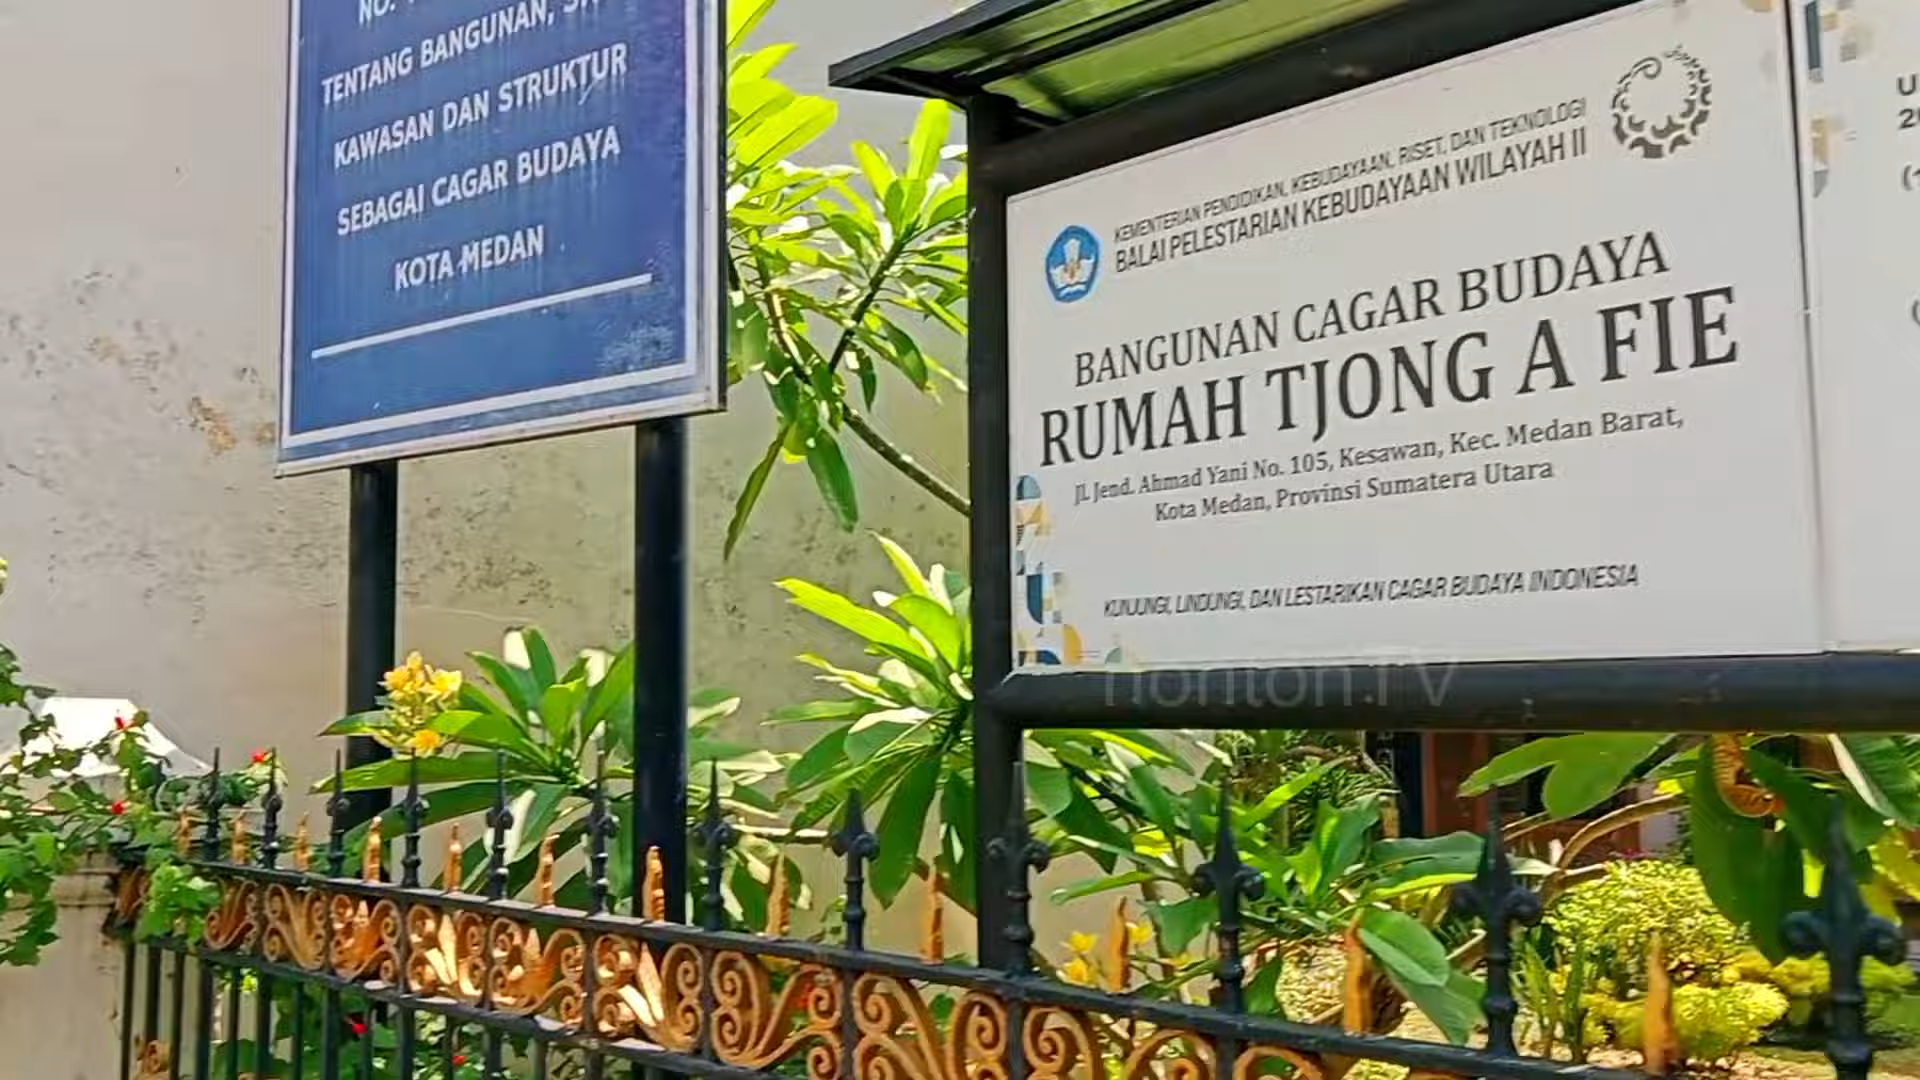 NO.
TENTANG BANGUNAN,
KAWASAN DAN STRUKTUR
SEBAGAI CAGAR BUDAYA
KOTA MEDAN
KEMENTERIAN PENDIDIKAN, KEBUDAYAAN, RISET, DAN TEKNOLOGI
BALAI PELESTARIAN KEBUDAYAAN WILAYAH II
BANGUNAN CAGAR BUDAYA
RUMAH TJONG A FIE
Jl. Jend. Ahmad Yani No. 105, Kesawan, Kec. Medan Barat,
Kota Medan, Provinsi Sumatera Utara
KUNJUNGI, LINDUNGI, DAN LESTARIKAN CAGAR BUDAYA INDONESIA
nonton.TV